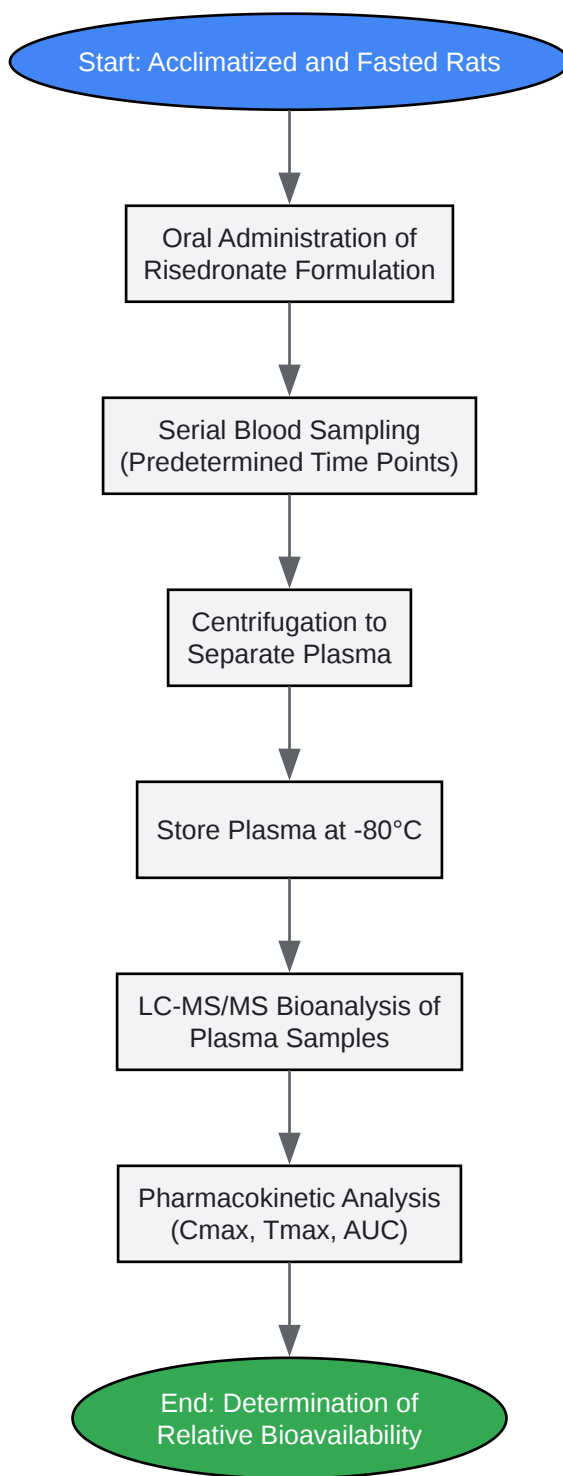 Start: Acclimatized and Fasted Rats
Oral Administration of
Risedronate Formulation
Serial Blood Sampling
(Predetermined Time Points)
Centrifugation to
Separate Plasma
Store Plasma at -80°C
LC-MS/MS Bioanalysis of
Plasma Samples
Pharmacokinetic Analysis
(Cmax, Tmax, AUC)
End: Determination of
Relative Bioavailability